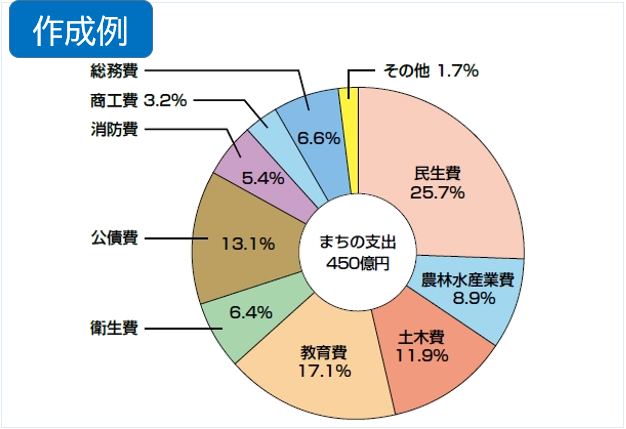 作成例
総務費
その他 1.7%
商工費 3.2%
消防費
6.6%
5.4%
民生費
25.7%
公債費
13.1%
まちの支出
450億円
農林水産業費
8.9%
衛生費
6.4%
土木費
11.9%
教育費
17.1%